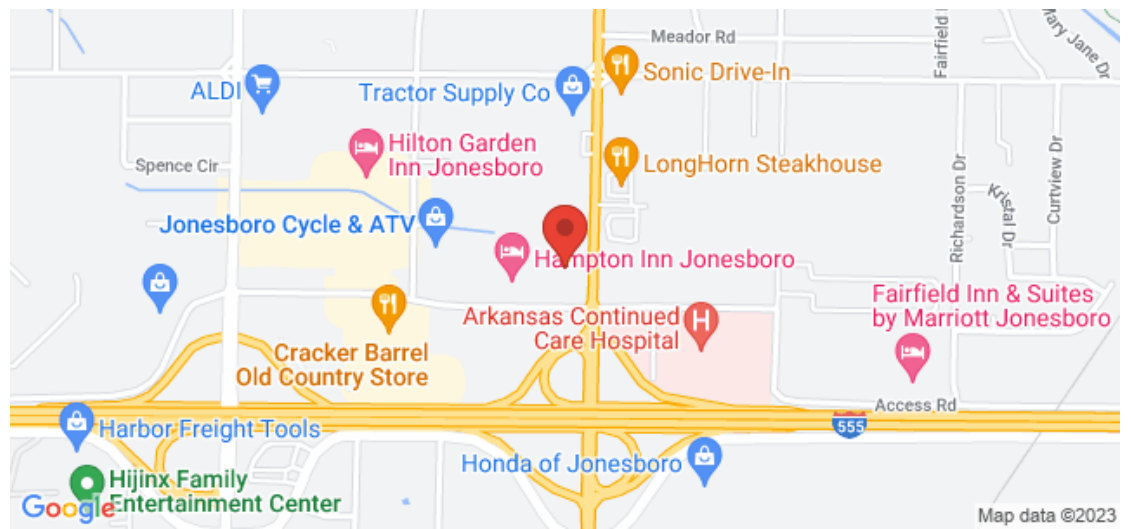 Meador Rd
Fairfield
Mary Jane Dr
Sonic Drive-In
ALDI
Tractor Supply Co
Hilton Garden
Inn Jonesboro
LongHorn Steakhouse
Spence Cir
Richardson Dr
Kristal Dr
Curtview Dr
Jonesboro Cycle & ATV
Hampton Inn Jonesboro
Fairfield Inn & Suites
by Marriott Jonesboro
Arkansas Continued
Care Hospital
H
Cracker Barrel
Old Country Store
Access Rd
555
Harbor Freight Tools
Honda of Jonesboro
Hijinx Family
Entertainment Center
Google
Map data ©2023